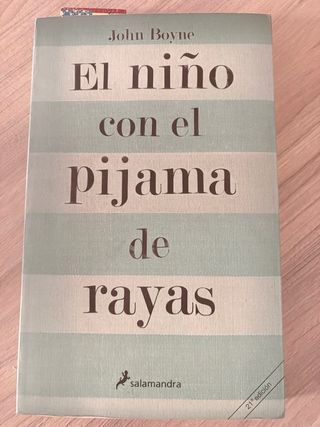 John Boyne
El niño
con el
pijama
de
rayas
salamandra
21ª edición